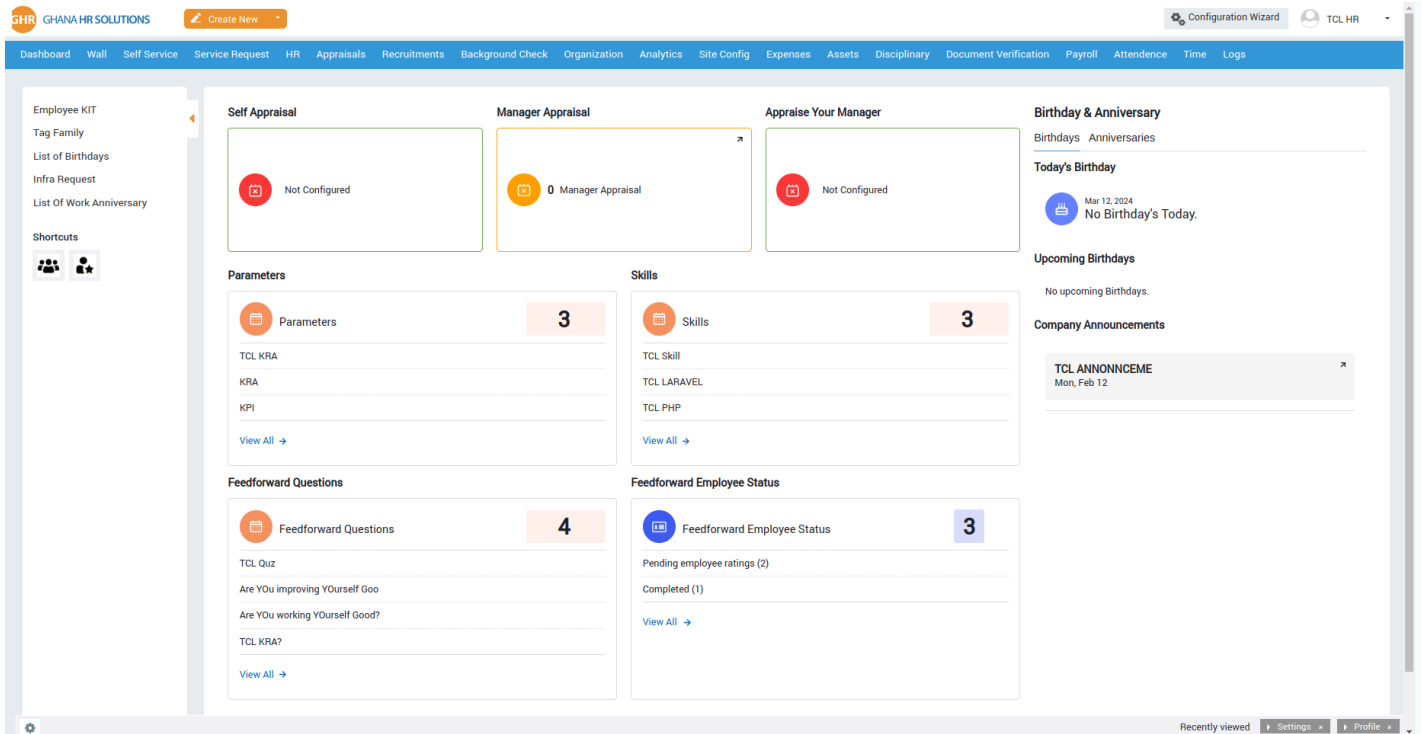 GHR GHANA HR SOLUTIONS
Create New
Configuration Wizard
TCL HR
Dashboard Wall Self Service Service Request HR Appraisals Recruitments Background Check Organization Analytics Site Config Expenses Assets Disciplinary Document Verification Payroll Attendence Time Logs
Employee KIT
Tag Family
List of Birthdays
Infra Request
List Of Work Anniversary
Shortcuts
Self Appraisal
Not Configured
Manager Appraisal
0 Manager Appraisal
Appraise Your Manager
Not Configured
Parameters
Parameters 3
TCL KRA
KRA
KPI
View All
Skills
Skills 3
TCL Skill
TCL LARAVEL
TCL PHP
View All
Feedforward Questions
Feedforward Questions 4
TCL Quz
Are YOu improving YOurself Goo
Are YOu working YOurself Good?
TCL KRA?
View All
Feedforward Employee Status
Feedforward Employee Status 3
Pending employee ratings (2)
Completed (1)
View All
Birthday & Anniversary
Birthdays Anniversaries
Today's Birthday
Mar 12, 2024
No Birthday's Today.
Upcoming Birthdays
No upcoming Birthdays.
Company Announcements
TCL ANNONNCEME
Mon, Feb 12
Recently viewed Settings × Profile ×